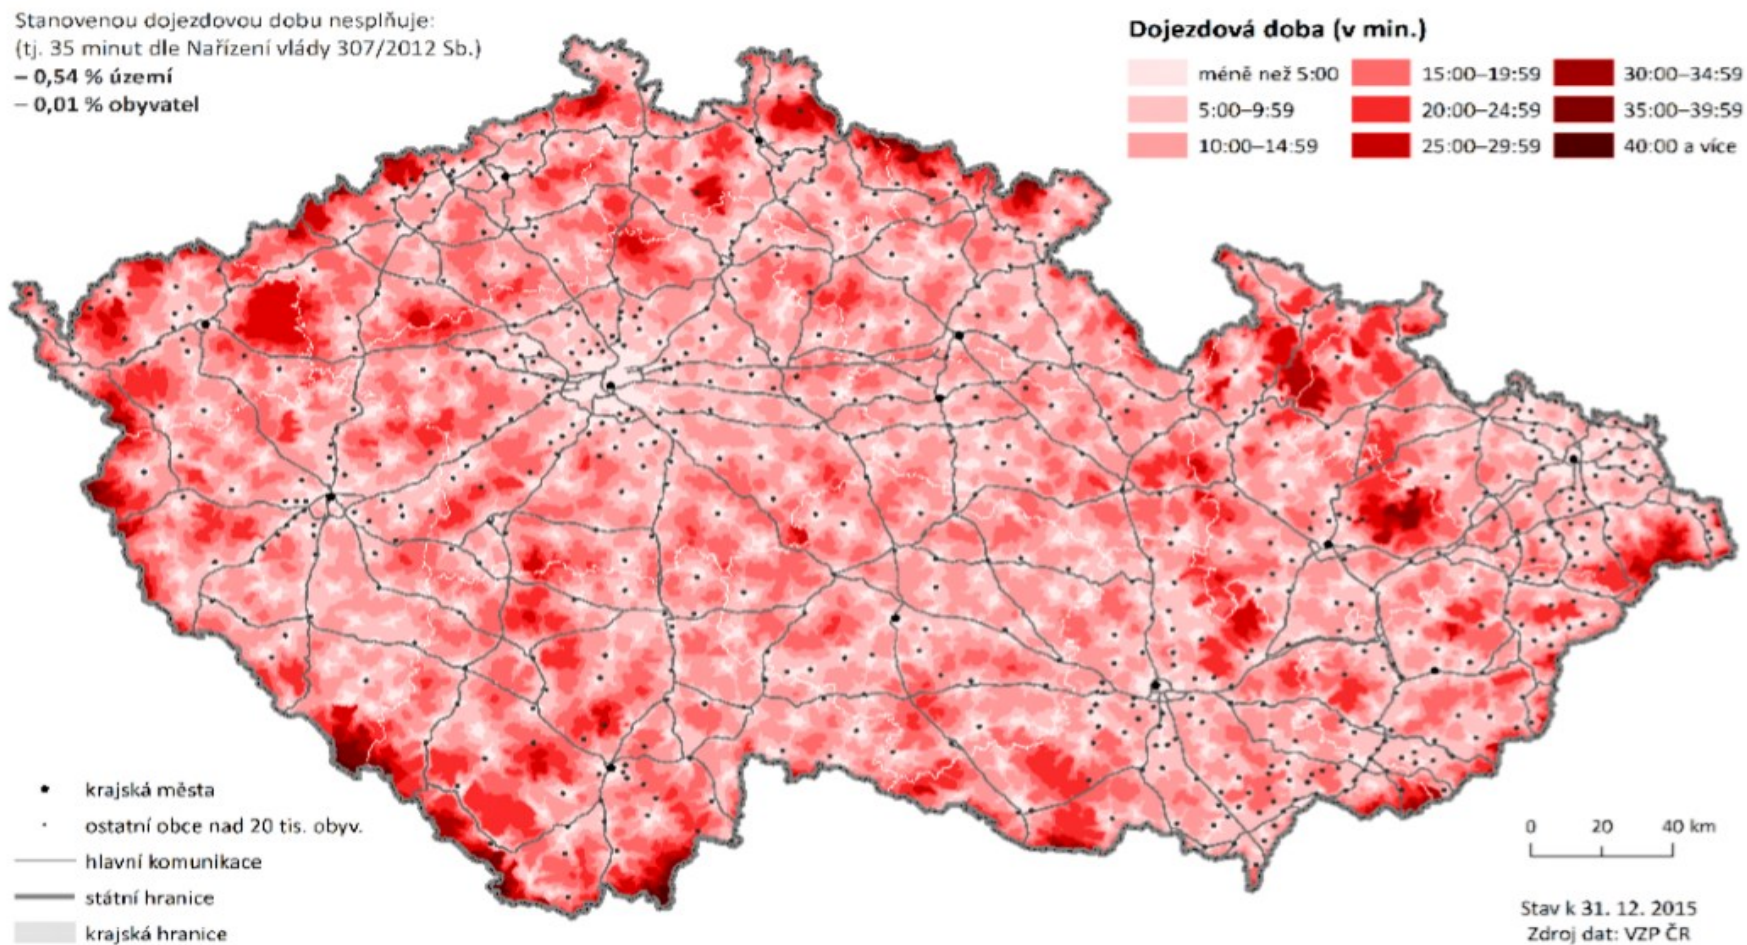 Stanovenou dojezdovou dobu nesplňuje:
(tj. 35 minut dle Nařízení vlády 307/2012 Sb.)
– 0,54 % území
– 0,01 % obyvatel
Dojezdová doba (v min.)
méně než 5:00
5:00–9:59
10:00–14:59
15:00–19:59
20:00–24:59
25:00–29:59
30:00–34:59
35:00–39:59
40:00 a více
krajská města
ostatní obce nad 20 tis. obyv.
hlavní komunikace
státní hranice
krajská hranice
0 20 40 km
Stav k 31. 12. 2015
Zdroj dat: VZP ČR